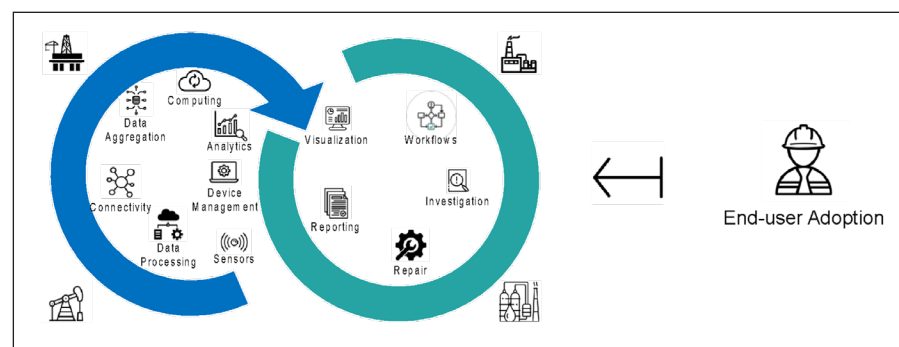 Computing
Data
Aggregation
Analytics
Connectivity
Device
Management
Data
Processing
Sensors
Visualization
Workflows
Investigation
Reporting
Repair
End-user Adoption